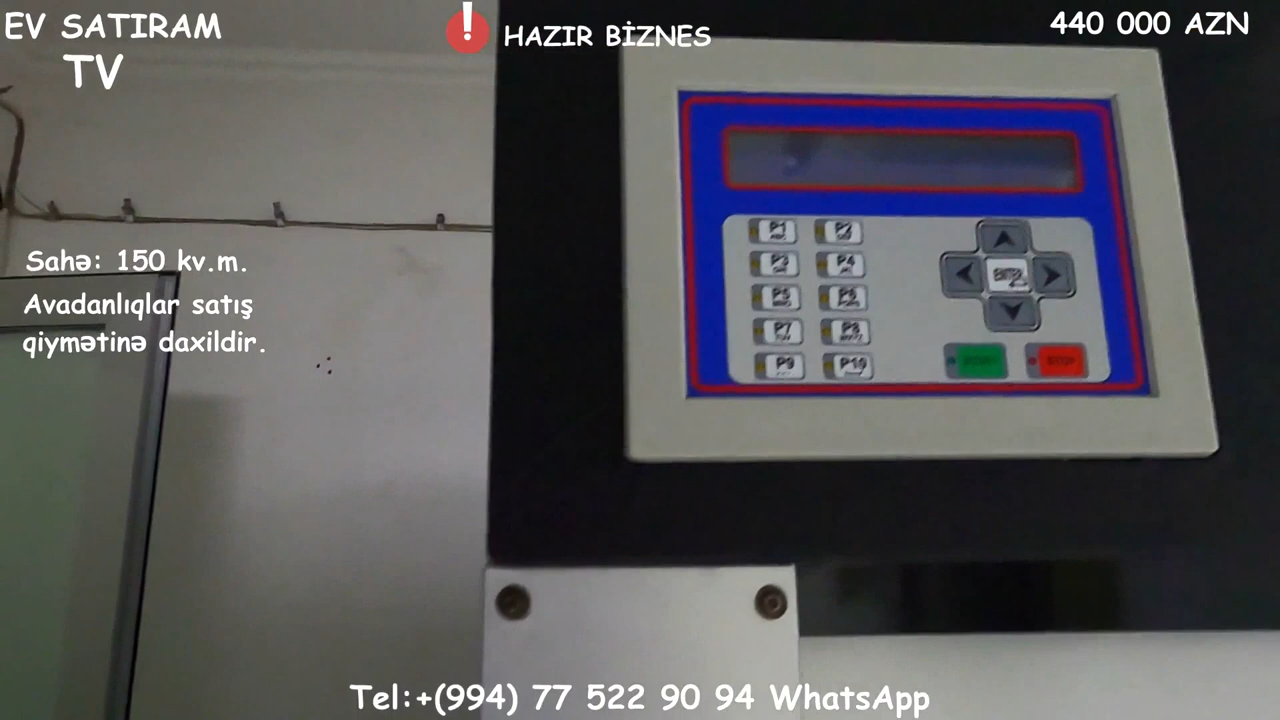 EV SATIRAM
TV
! HAZIR BİZNES
440 000 AZN
Sahə: 150 kv.m.
Avadanlıqlar satış
qiymətinə daxildir.
P1
P2
P3
P4
P5
P6
P7
P8
P9
P10
ENTER
STOP
Tel:+(994) 77 522 90 94 WhatsApp